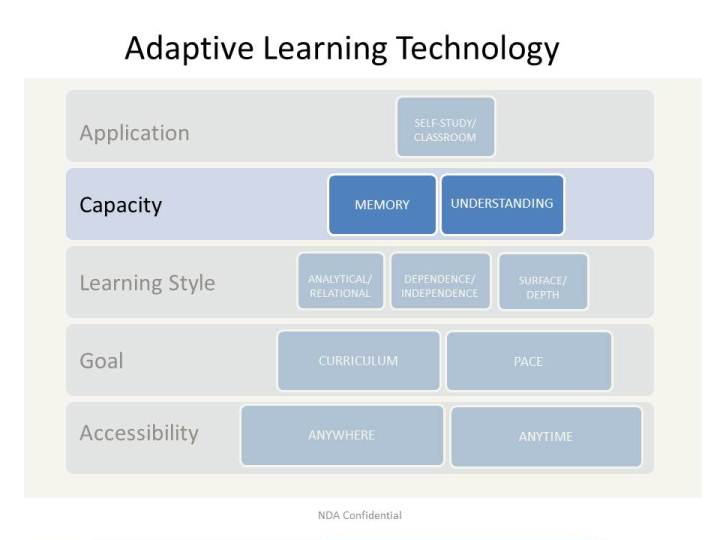 Adaptive Learning Technology
Application
SELF-STUDY/
CLASSROOM
Capacity
MEMORY
UNDERSTANDING
Learning Style
ANALYTICAL/
RELATIONAL
DEPENDENCE/
INDEPENDENCE
SURFACE/
DEPTH
Goal
CURRICULUM
PACE
Accessibility
ANYWHERE
ANYTIME
NDA Confidential